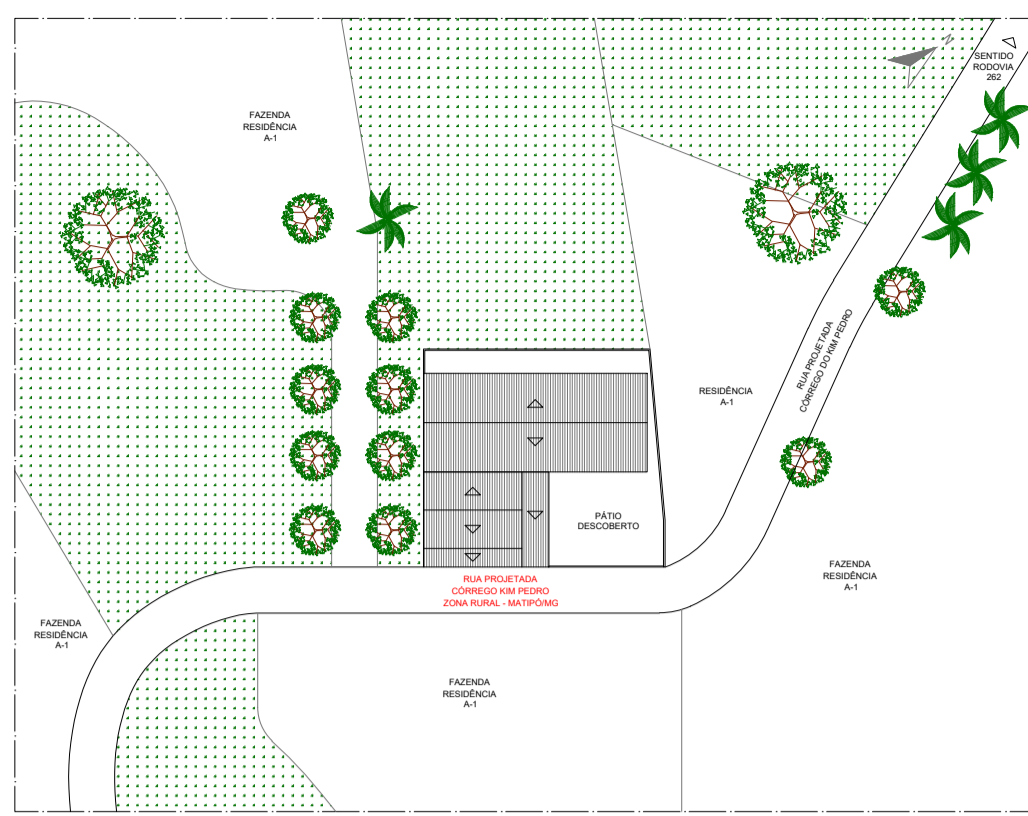 N
SENTIDO
RODOVIA
262
FAZENDA
RESIDÊNCIA
A-1
RUA PROJETADA
CÓRREGO DO KIM PEDRO
RESIDÊNCIA
A-1
PÁTIO
DESCOBERTO
FAZENDA
RESIDÊNCIA
A-1
RUA PROJETADA
CÓRREGO KIM PEDRO
ZONA RURAL - MATIPÓ/MG
FAZENDA
RESIDÊNCIA
A-1
FAZENDA
RESIDÊNCIA
A-1